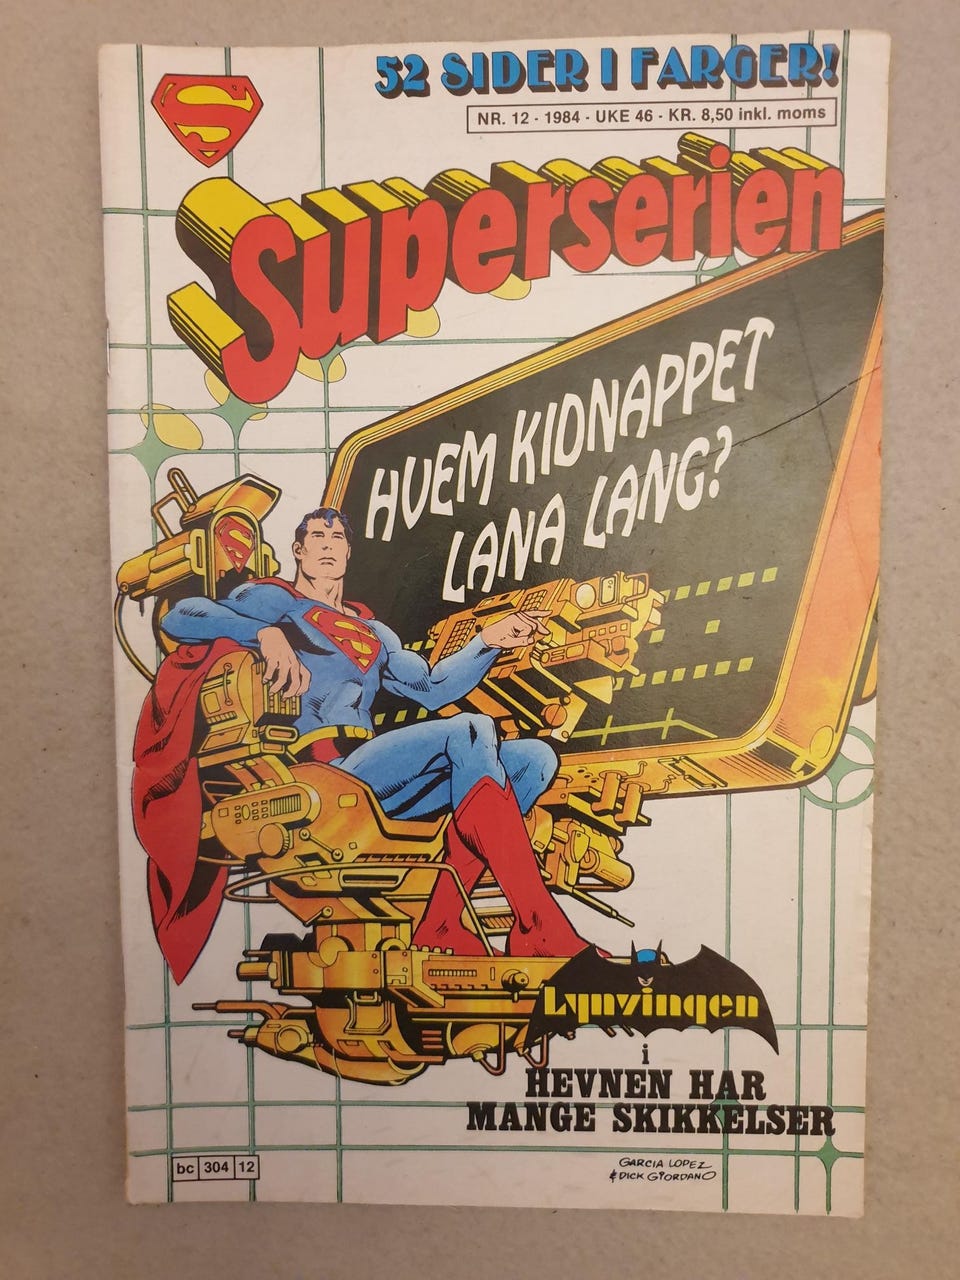 52 SIDER I FARGER!
NR. 12 - 1984 - UKE 46 - KR. 8,50 inkl. moms
S
Superserien
HVEM KIDNAPPET
LANA LANG?
S
S
Lynvingen
i
HEVNEN HAR
MANGE SKIKKELSER
bc 304 12
GARCIA LOPEZ
& DICK GIORDANO